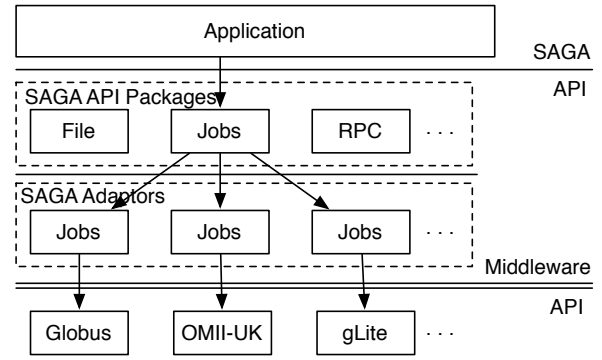 Application
SAGA
API
SAGA API Packages
File Jobs RPC . . .
SAGA Adaptors
Jobs Jobs Jobs . . .
Middleware
API
Globus OMII-UK gLite . . .